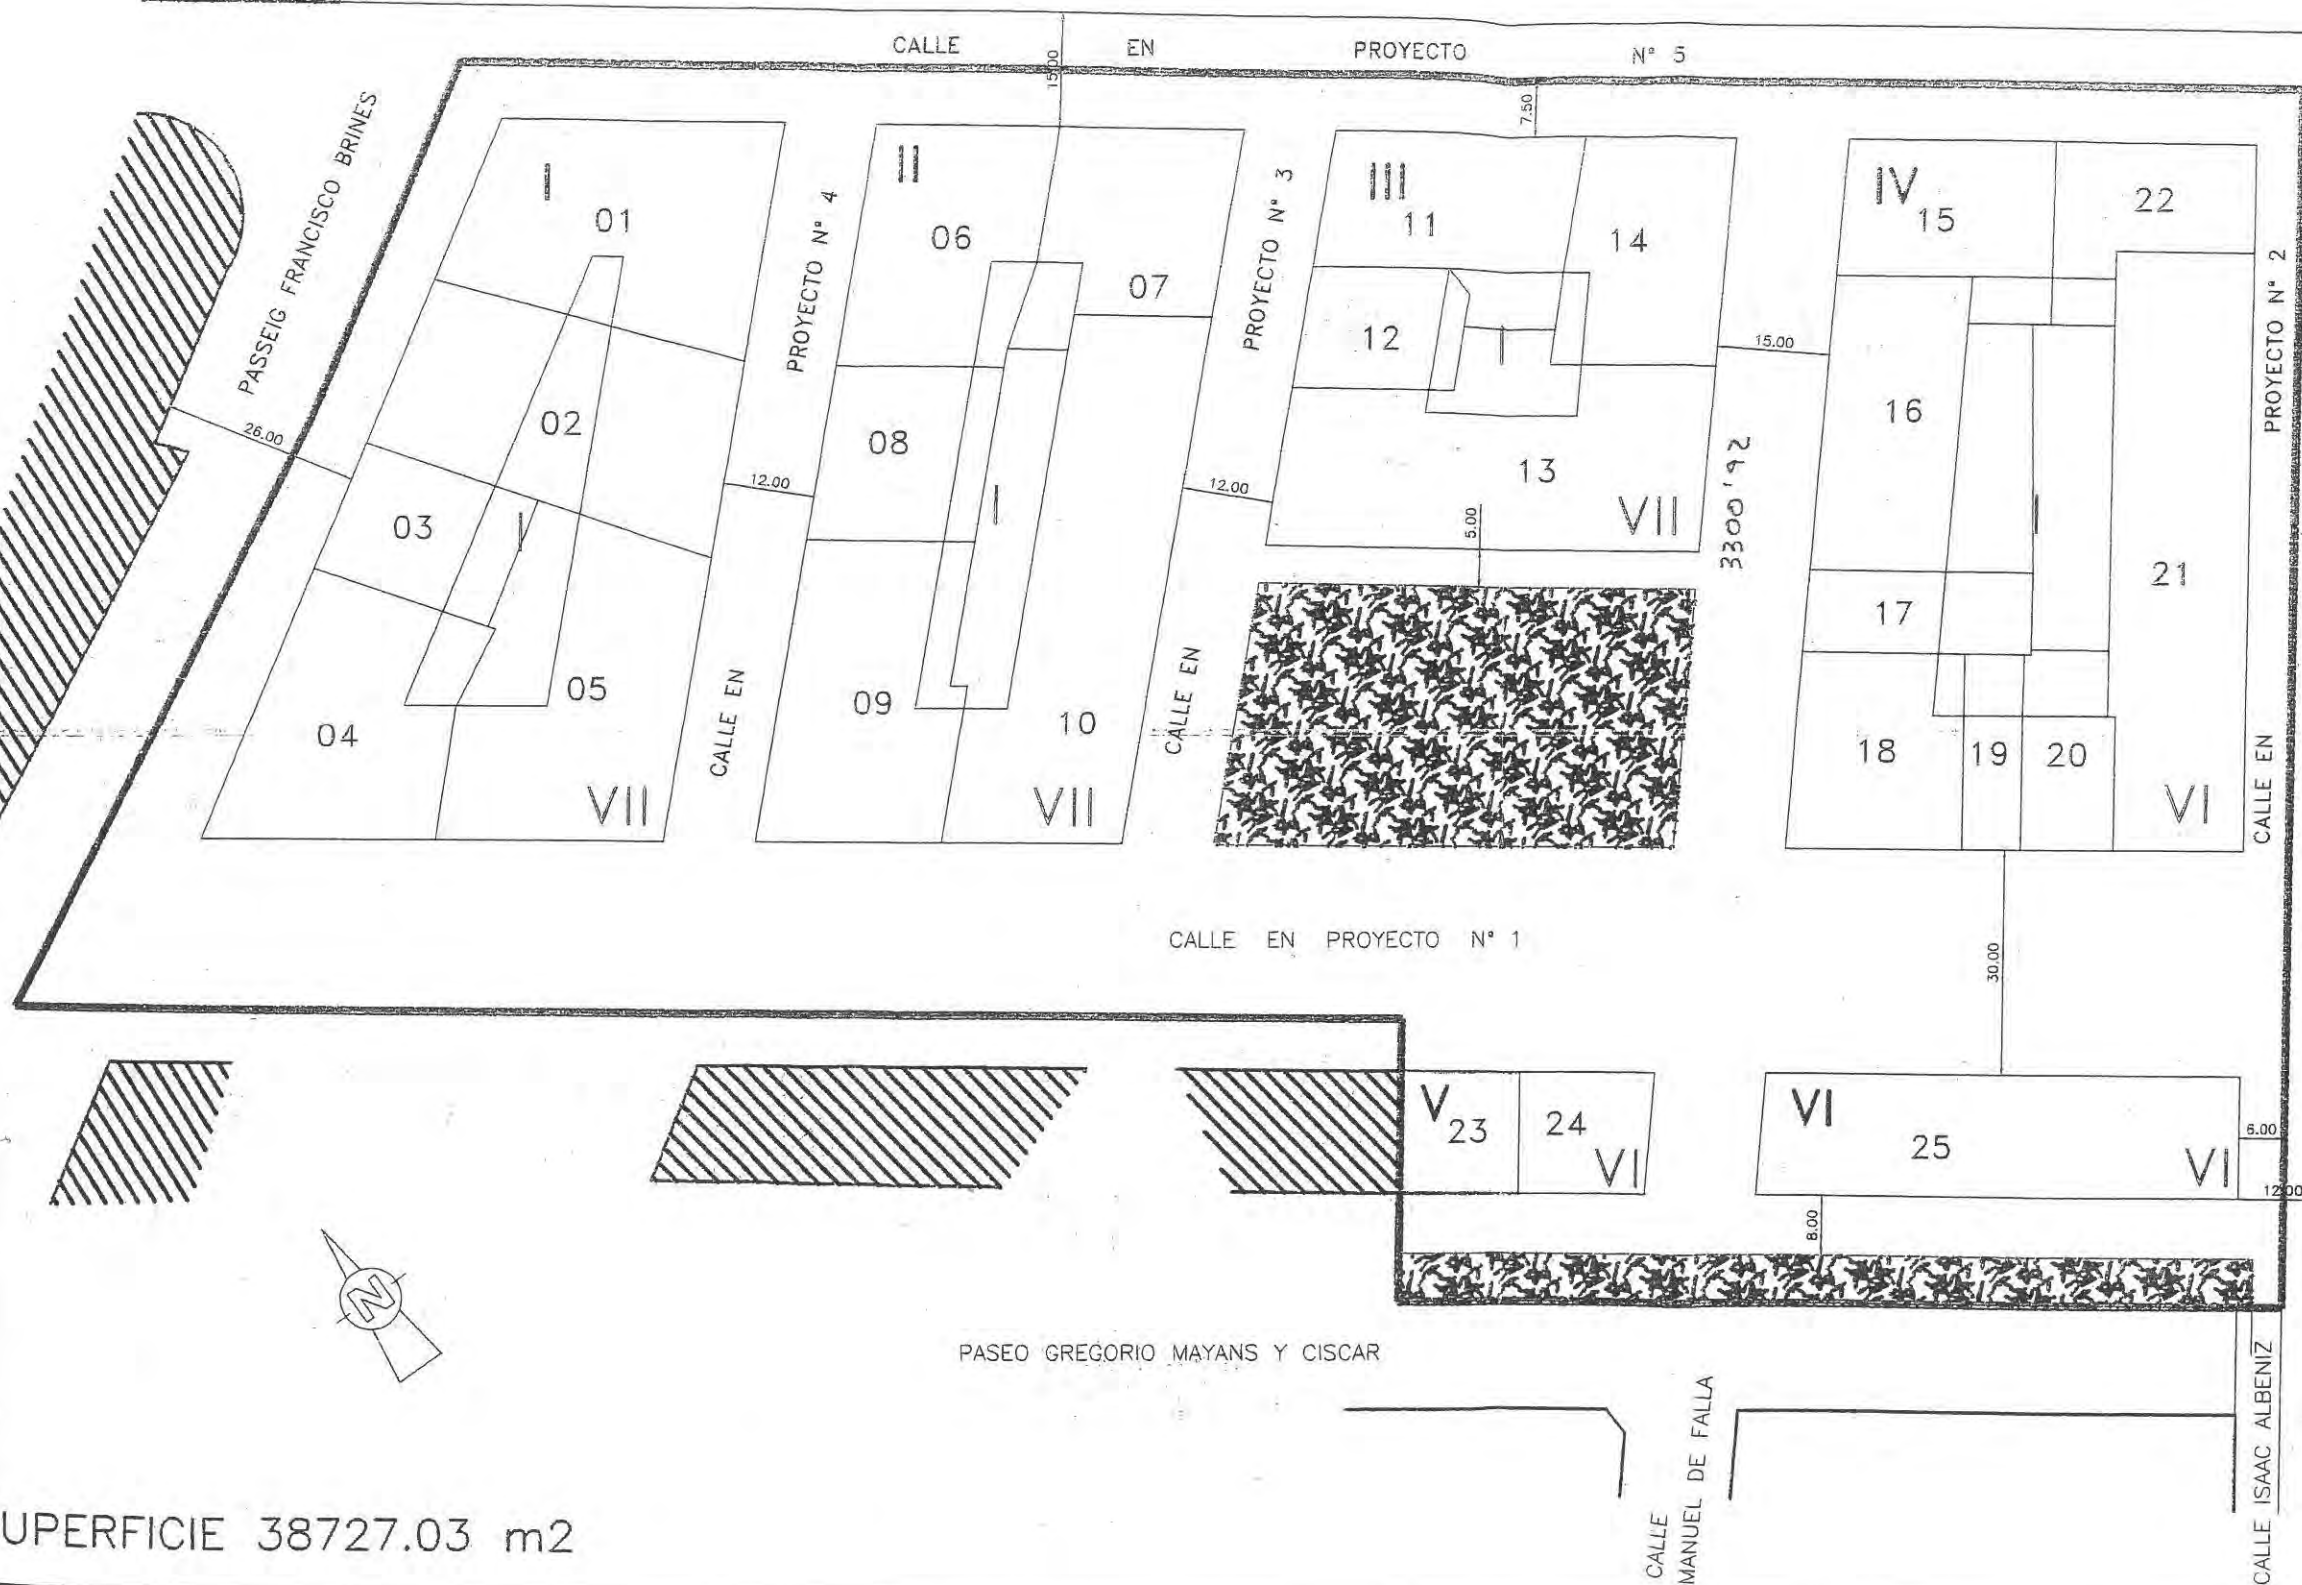 CALLE EN PROYECTO Nº 5
15.00
7.50
PASSEIG FRANCISCO BRINES
26.00
I
01
02
03
I
04
05
VII
CALLE EN PROYECTO Nº 4
12.00
II
06
07
08
I
09
10
VII
CALLE EN PROYECTO Nº 3
12.00
III
11
14
12
I
13
VII
5.00
3300'92
15.00
IV
15
22
16
I
17
21
18
19
20
VI
CALLE EN PROYECTO Nº 2
CALLE EN PROYECTO Nº 1
30.00
V
23
24
VI
VI
25
VI
6.00
12.00
8.00
N
PASEO GREGORIO MAYANS Y CISCAR
CALLE
MANUEL DE FALLA
CALLE ISAAC ALBENIZ
UPERFICIE 38727.03 m2